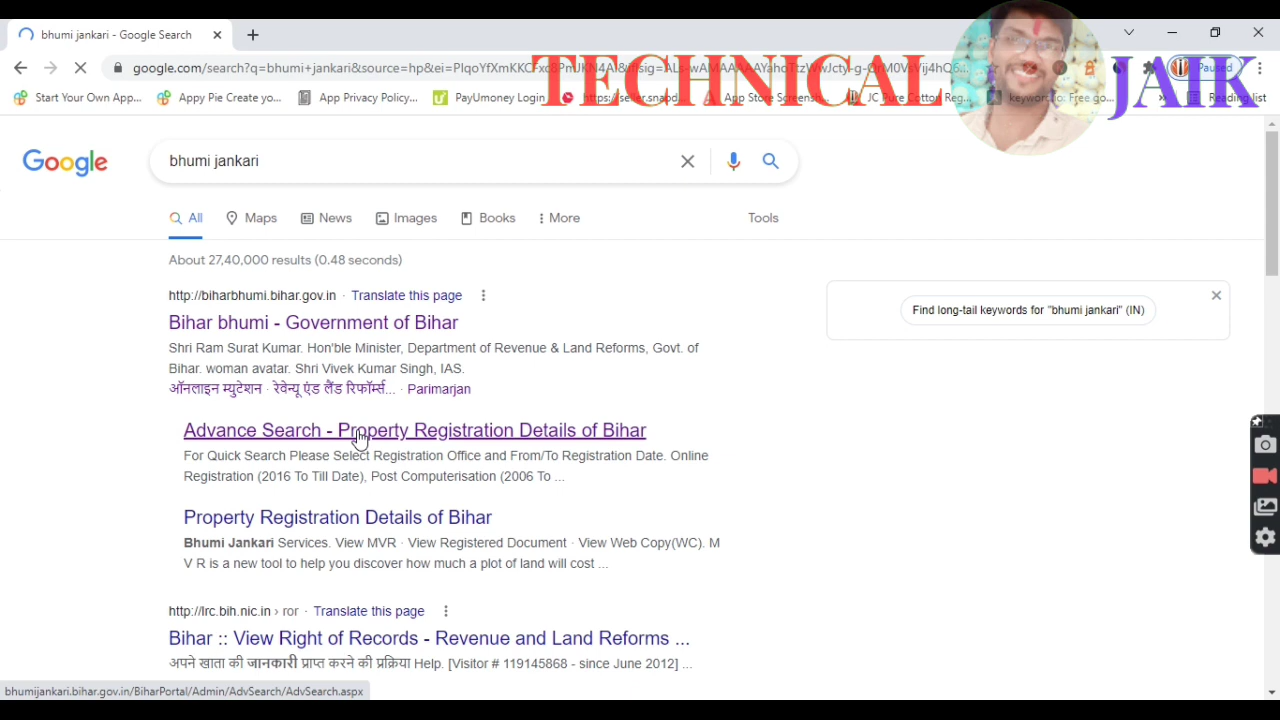 bhumi jankari - Google Search
TECHNICAL JAIK
google.com/search?q=bhumi+jankari&source=hp&ei=
Paused
Start Your Own App...
Appy Pie Create yo...
App Privacy Policy...
PayUmoney Login
https://seller.snapd...
App Store Screensh...
JC Pure Cotton Reg...
keyword.io: Free go...
»
Reading list
Google
bhumi jankari
All
Maps
News
Images
Books
More
Tools
About 27,40,000 results (0.48 seconds)
http://biharbhumi.bihar.gov.in · Translate this page
Find long-tail keywords for "bhumi jankari" (IN)
Bihar bhumi - Government of Bihar
Shri Ram Surat Kumar. Hon'ble Minister, Department of Revenue & Land Reforms, Govt. of
Bihar. woman avatar. Shri Vivek Kumar Singh, IAS.
ऑनलाइन म्युटेशन · रेवेन्यू एंड लैंड रिफॉर्म्स... · Parimarjan
Advance Search - Property Registration Details of Bihar
For Quick Search Please Select Registration Office and From/To Registration Date. Online
Registration (2016 To Till Date), Post Computerisation (2006 To ...
Property Registration Details of Bihar
Bhumi Jankari Services. View MVR · View Registered Document · View Web Copy(WC). M
V R is a new tool to help you discover how much a plot of land will cost ...
http://lrc.bih.nic.in › ror · Translate this page
Bihar :: View Right of Records - Revenue and Land Reforms ...
अपने खाता की जानकारी प्राप्त करने की प्रक्रिया Help. [Visitor # 119145868 - since June 2012] ...
bhumijankari.bihar.gov.in/BiharPortal/Admin/AdvSearch/AdvSearch.aspx